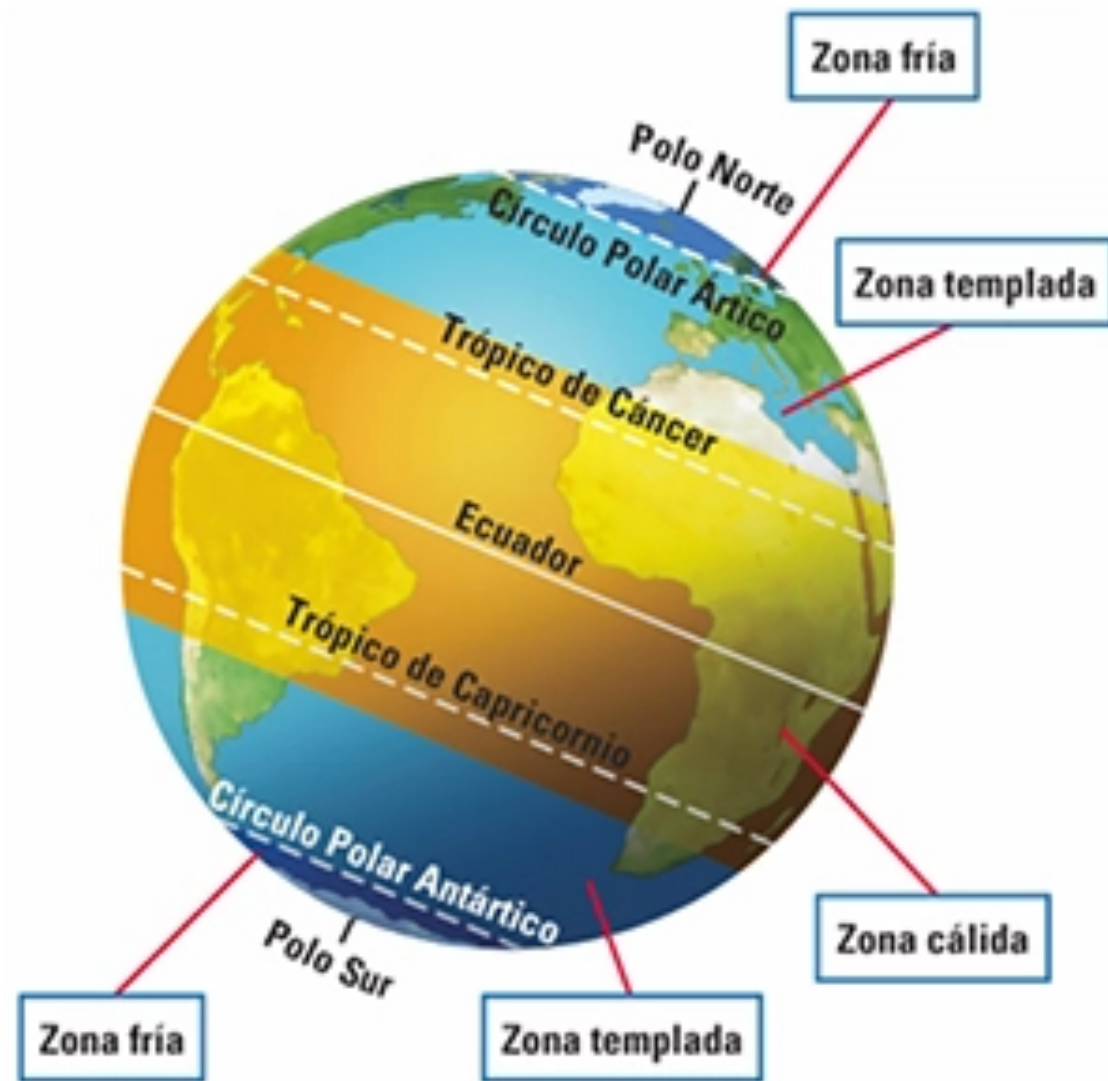 Zona fría
Polo Norte
Círculo Polar Ártico
Zona templada
Trópico de Cáncer
Ecuador
Trópico de Capricornio
Círculo Polar Antártico
Polo Sur
Zona cálida
Zona fría
Zona templada